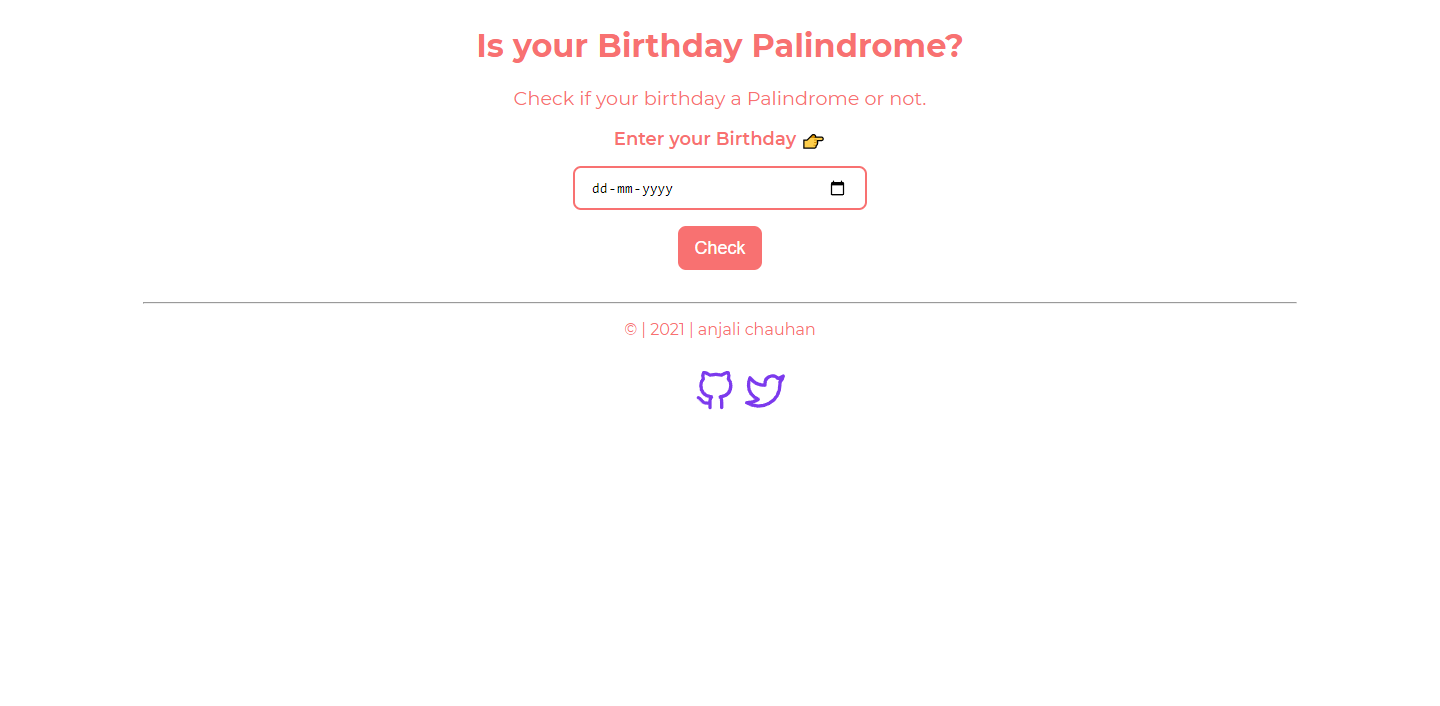 Is your Birthday Palindrome?
Check if your birthday a Palindrome or not.
Enter your Birthday 👉
dd-mm-yyyy
Check
© | 2021 | anjali chauhan